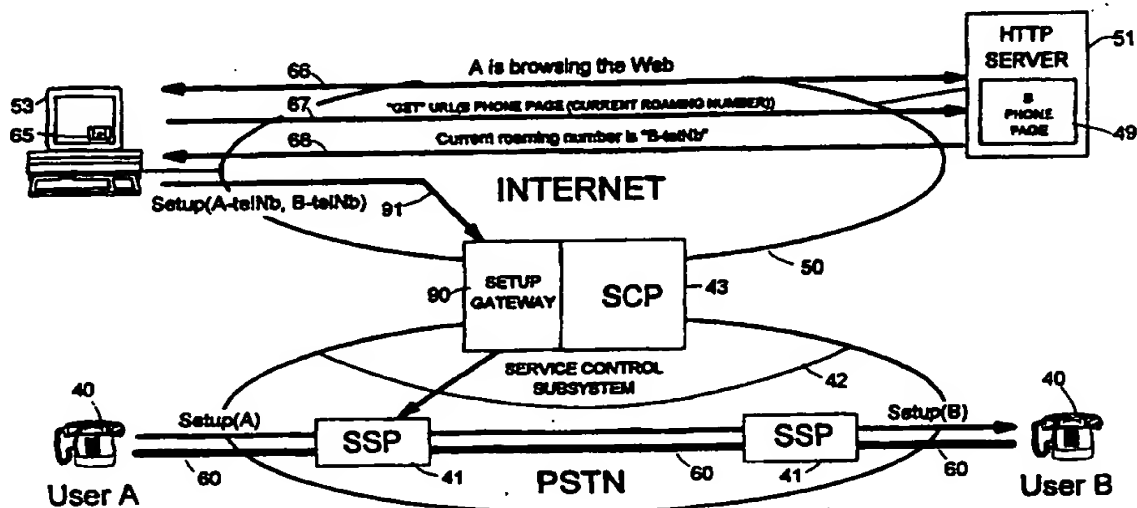 HTTP
SERVER
51
66
A is browsing the Web
53
67
"GET" URL(B PHONE PAGE (CURRENT ROAMING NUMBER))
B
PHONE
PAGE
65
68
Current roaming number is "B-telNb"
49
INTERNET
Setup(A-telNb, B-telNb)
91
50
90
SETUP
GATEWAY
SCP
43
SERVICE CONTROL
SUBSYSTEM
42
40
40
Setup(A)
Setup(B)
SSP
SSP
60
41
60
41
60
User A
PSTN
User B